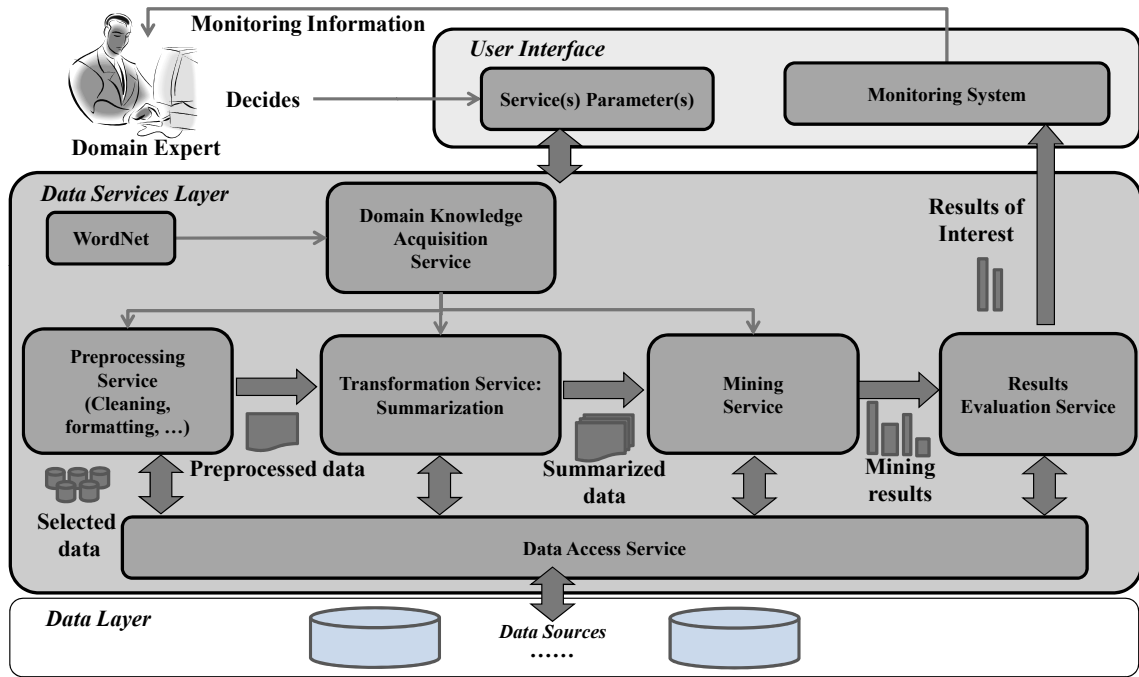 Monitoring Information
User Interface
Decides
Service(s) Parameter(s)
Monitoring System
Domain Expert
Data Services Layer
WordNet
Domain Knowledge
Acquisition
Service
Results of
Interest
Preprocessing
Service
(Cleaning,
formatting, …)
Transformation Service:
Summarization
Mining
Service
Results
Evaluation Service
Preprocessed data
Summarized
data
Mining
results
Selected
data
Data Access Service
Data Layer
Data Sources
……